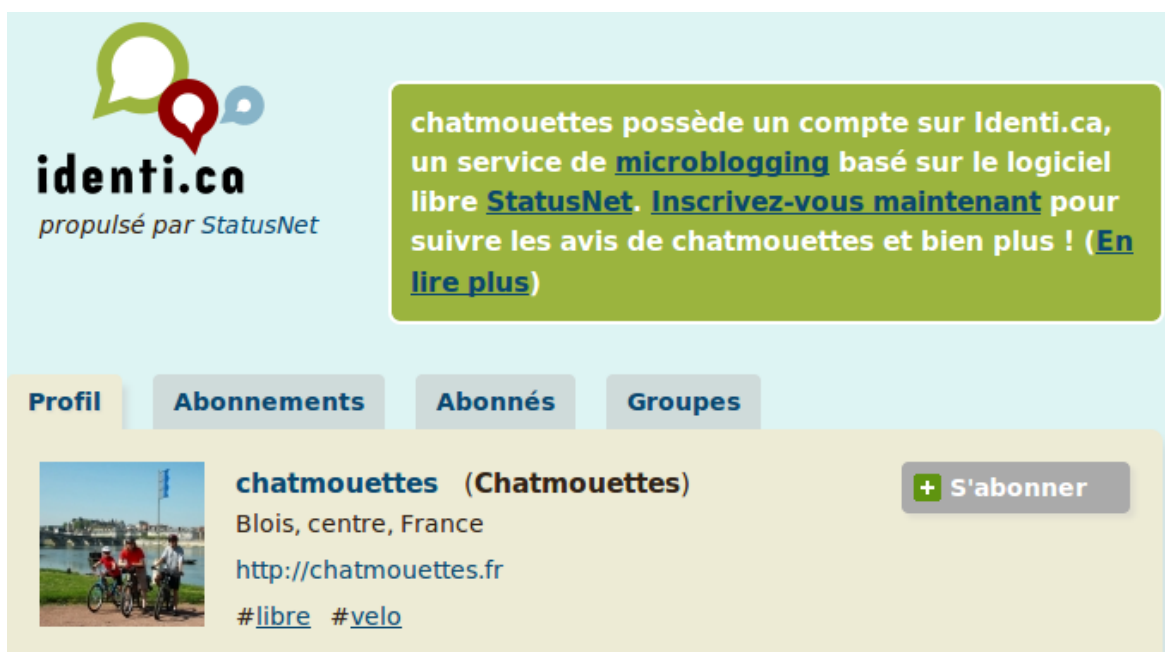 identi.ca
propulsé par StatusNet
chatmouettes possède un compte sur Identi.ca,
un service de microblogging basé sur le logiciel
libre StatusNet. Inscrivez-vous maintenant pour
suivre les avis de chatmouettes et bien plus ! (En
lire plus)
Profil Abonnements Abonnés Groupes
chatmouettes (Chatmouettes)
+ S'abonner
Blois, centre, France
http://chatmouettes.fr
#libre #velo